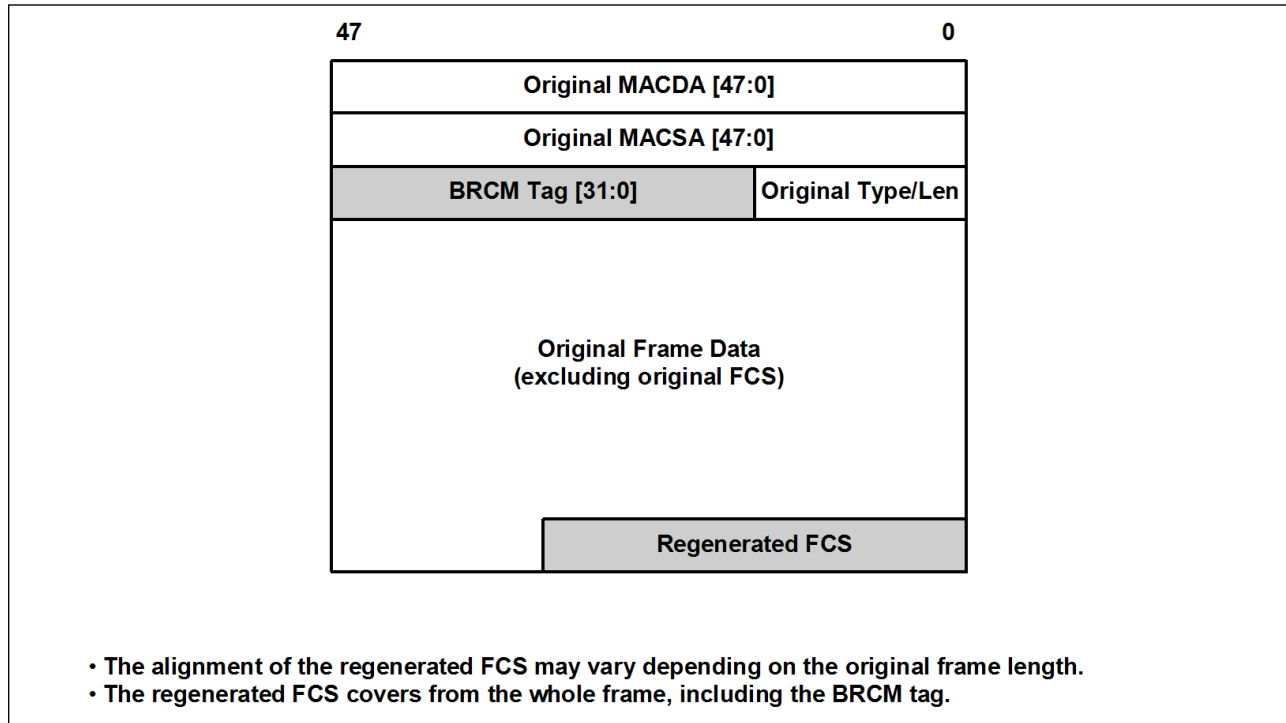 47 0
Original MACDA [47:0]
Original MACSA [47:0]
BRCM Tag [31:0] Original Type/Len
Original Frame Data
(excluding original FCS)
Regenerated FCS
• The alignment of the regenerated FCS may vary depending on the original frame length.
• The regenerated FCS covers from the whole frame, including the BRCM tag.